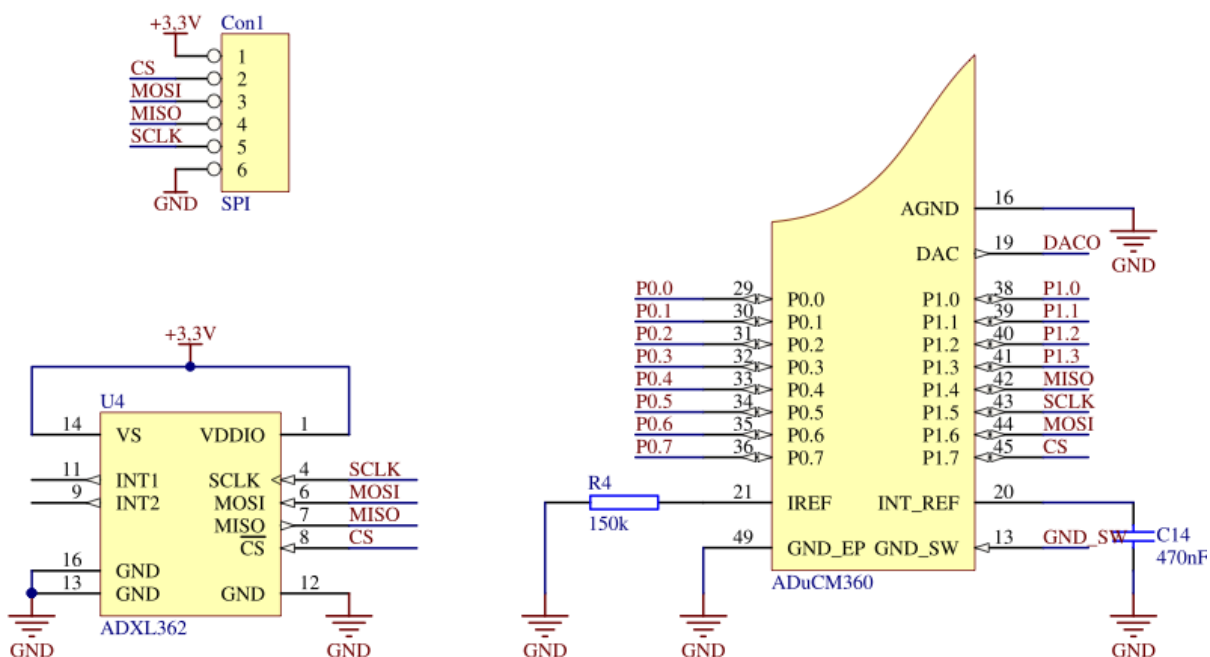 +3,3V
Con1
1
CS 2
MOSI 3
MISO 4
SCLK 5
6
GND
SPI
+3,3V
U4
14 VS VDDIO 1
11 INT1 SCLK 4 SCLK
9 INT2 MOSI 6 MOSI
MISO 7 MISO
CS 8 CS
16 GND
13 GND GND 12
ADXL362
GND GND
AGND 16
DAC 19 DACO
GND
P0.0 29 P0.0 P1.0 38 P1.0
P0.1 30 P0.1 P1.1 39 P1.1
P0.2 31 P0.2 P1.2 40 P1.2
P0.3 32 P0.3 P1.3 41 P1.3
P0.4 33 P0.4 P1.4 42 MISO
P0.5 34 P0.5 P1.5 43 SCLK
P0.6 35 P0.6 P1.6 44 MOSI
P0.7 36 P0.7 P1.7 45 CS
R4
150k
21 IREF INT_REF 20
49 GND_EP GND_SW 13 GND_SW
C14
470nF
ADuCM360
GND GND GND